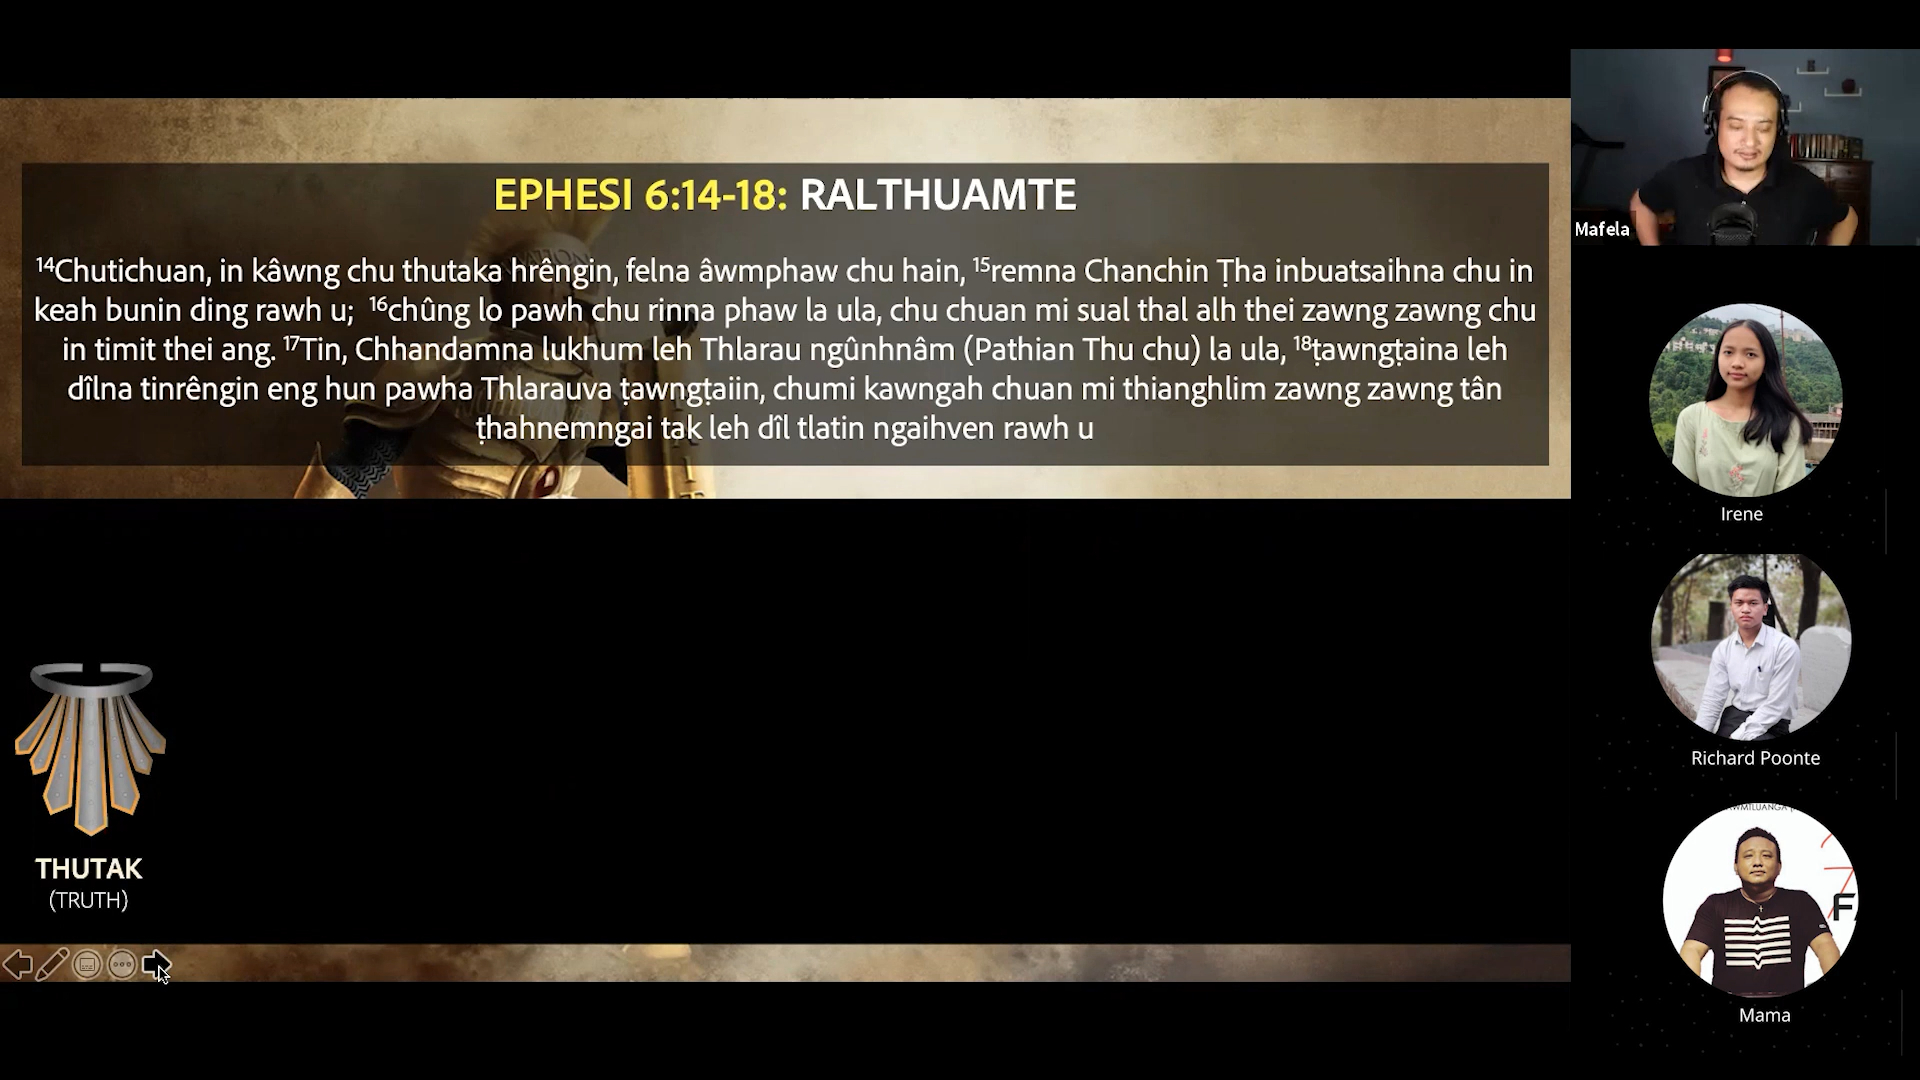 EPHESI 6:14-18: RALTHUAMTE
¹⁴Chutichuan, in kâwng chu thutaka hrêngin, felna âwmphaw chu hain, ¹⁵remna Chanchin Ṭha inbuatsaihna chu in
keah bunin ding rawh u; ¹⁶chûng lo pawh chu rinna phaw la ula, chu chuan mi sual thal alh thei zawng zawng chu
in timit thei ang. ¹⁷Tin, Chhandamna lukhum leh Thlarau ngûnhnâm (Pathian Thu chu) la ula, ¹⁸ṭawngṭaina leh
dîlna tinrêngin eng hun pawha Thlarauva ṭawngṭaiin, chumi kawngah chuan mi thianghlim zawng zawng tân
ṭhahnemngai tak leh dîl tlatin ngaihven rawh u
THUTAK
(TRUTH)
Mafela
Irene
Richard Poonte
Mama